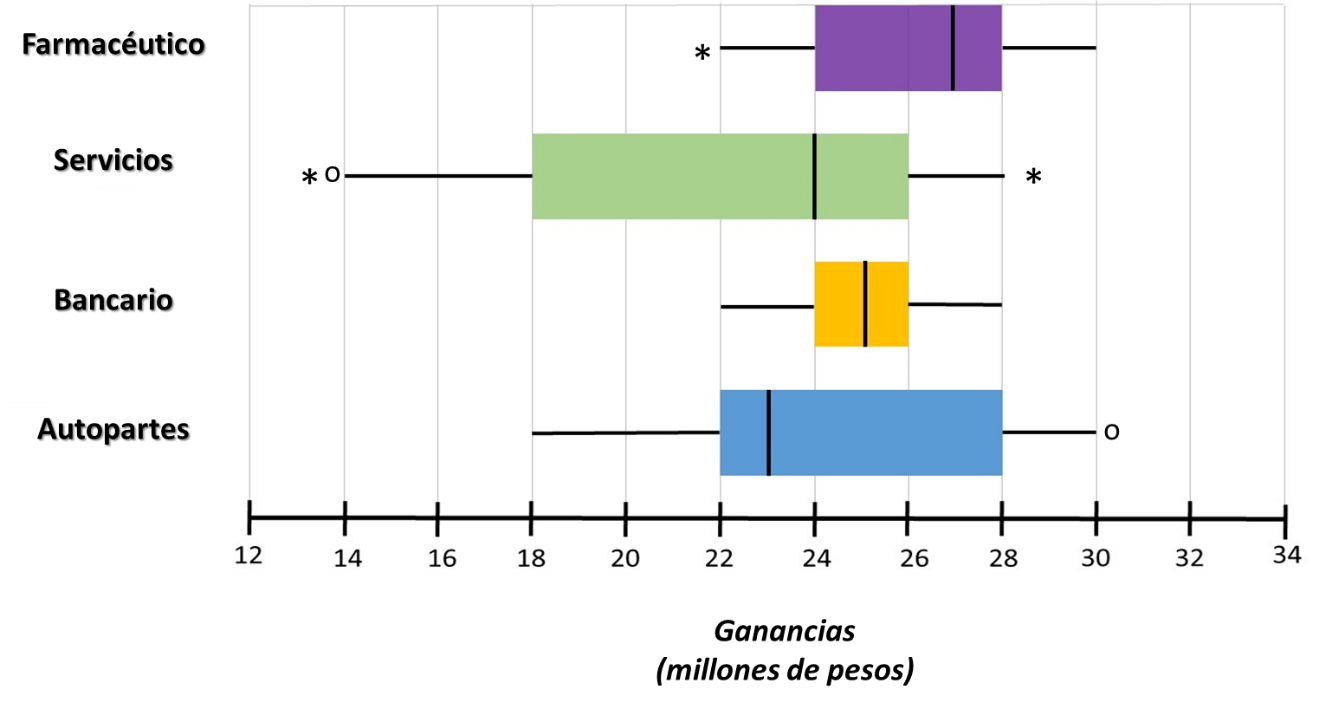 Farmacéutico
*
Servicios
* o *
Bancario
Autopartes
o
12 14 16 18 20 22 24 26 28 30 32 34
Ganancias
(millones de pesos)